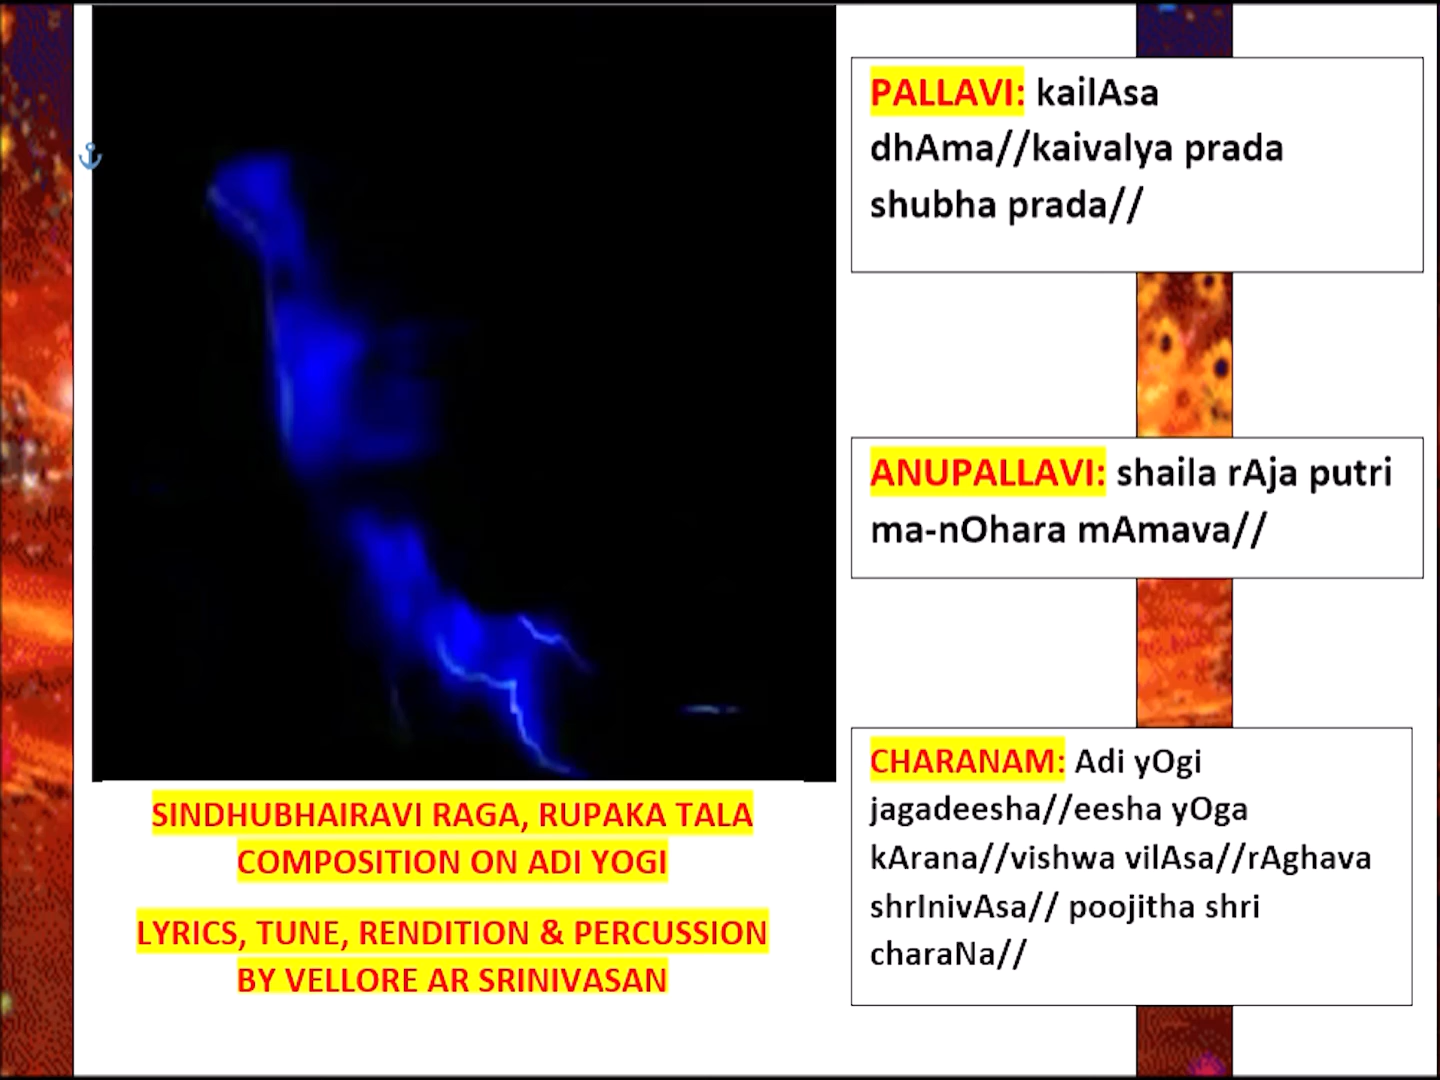 PALLAVI: kailAsa
dhAma//kaivalya prada
shubha prada//
ANUPALLAVI: shaila rAja putri
ma-nOhara mAmava//
CHARANAM: Adi yOgi
jagadeesha//eesha yOga
kArana//vishwa vilAsa//rAghava
shrInivAsa// poojitha shri
charaNa//
SINDHUBHAIRAVI RAGA, RUPAKA TALA
COMPOSITION ON ADI YOGI
LYRICS, TUNE, RENDITION & PERCUSSION
BY VELLORE AR SRINIVASAN